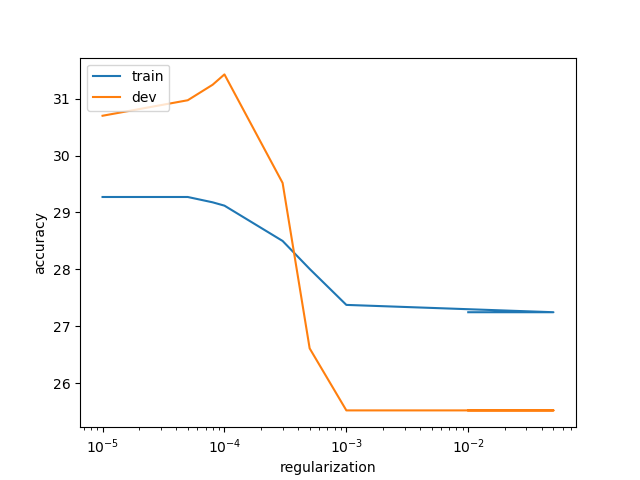 train
dev
31
30
29
28
27
26
accuracy
10⁻⁵
10⁻⁴
10⁻³
10⁻²
regularization